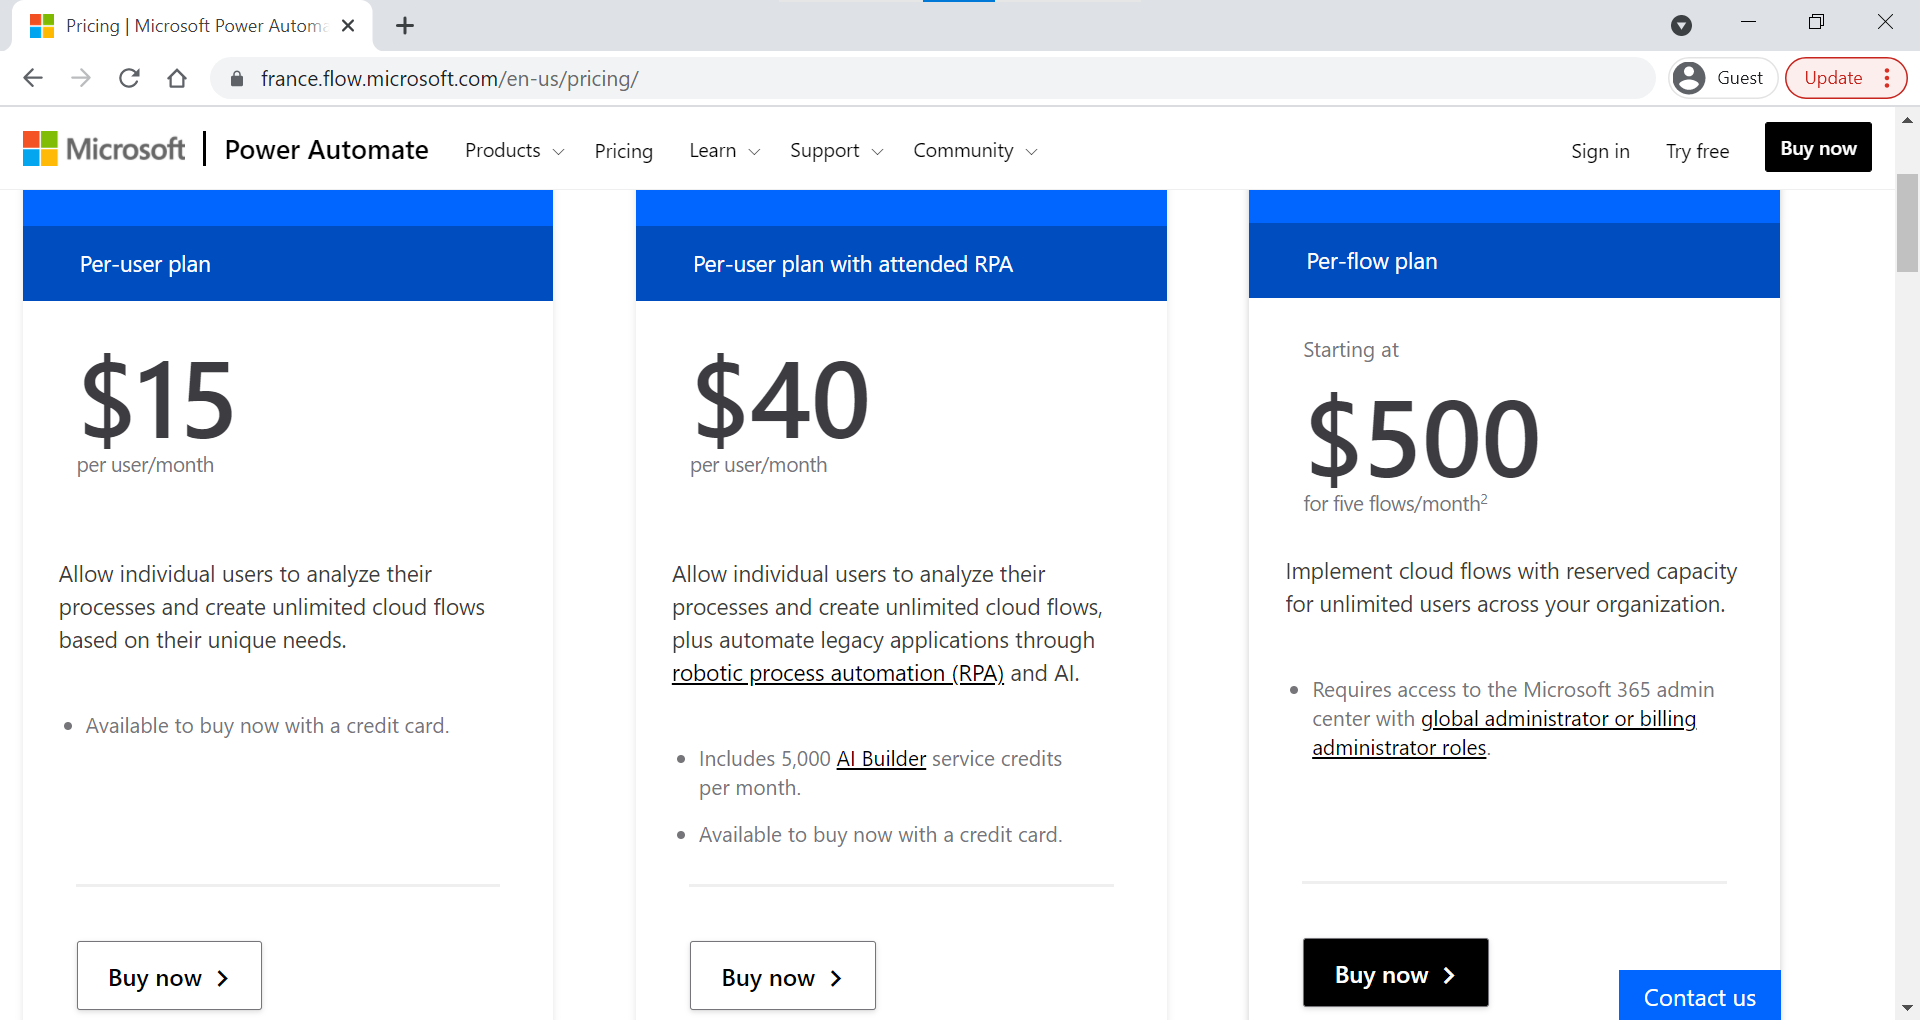 Pricing | Microsoft Power Automa
france.flow.microsoft.com/en-us/pricing/
Guest
Update
Microsoft
Power Automate
Products
Pricing
Learn
Support
Community
Sign in
Try free
Buy now
Per-user plan
$15
per user/month
Allow individual users to analyze their
processes and create unlimited cloud flows
based on their unique needs.
• Available to buy now with a credit card.
Buy now
Per-user plan with attended RPA
$40
per user/month
Allow individual users to analyze their
processes and create unlimited cloud flows,
plus automate legacy applications through
robotic process automation (RPA) and AI.
• Includes 5,000 AI Builder service credits
per month.
• Available to buy now with a credit card.
Buy now
Per-flow plan
Starting at
$500
for five flows/month²
Implement cloud flows with reserved capacity
for unlimited users across your organization.
• Requires access to the Microsoft 365 admin
center with global administrator or billing
administrator roles.
Buy now
Contact us